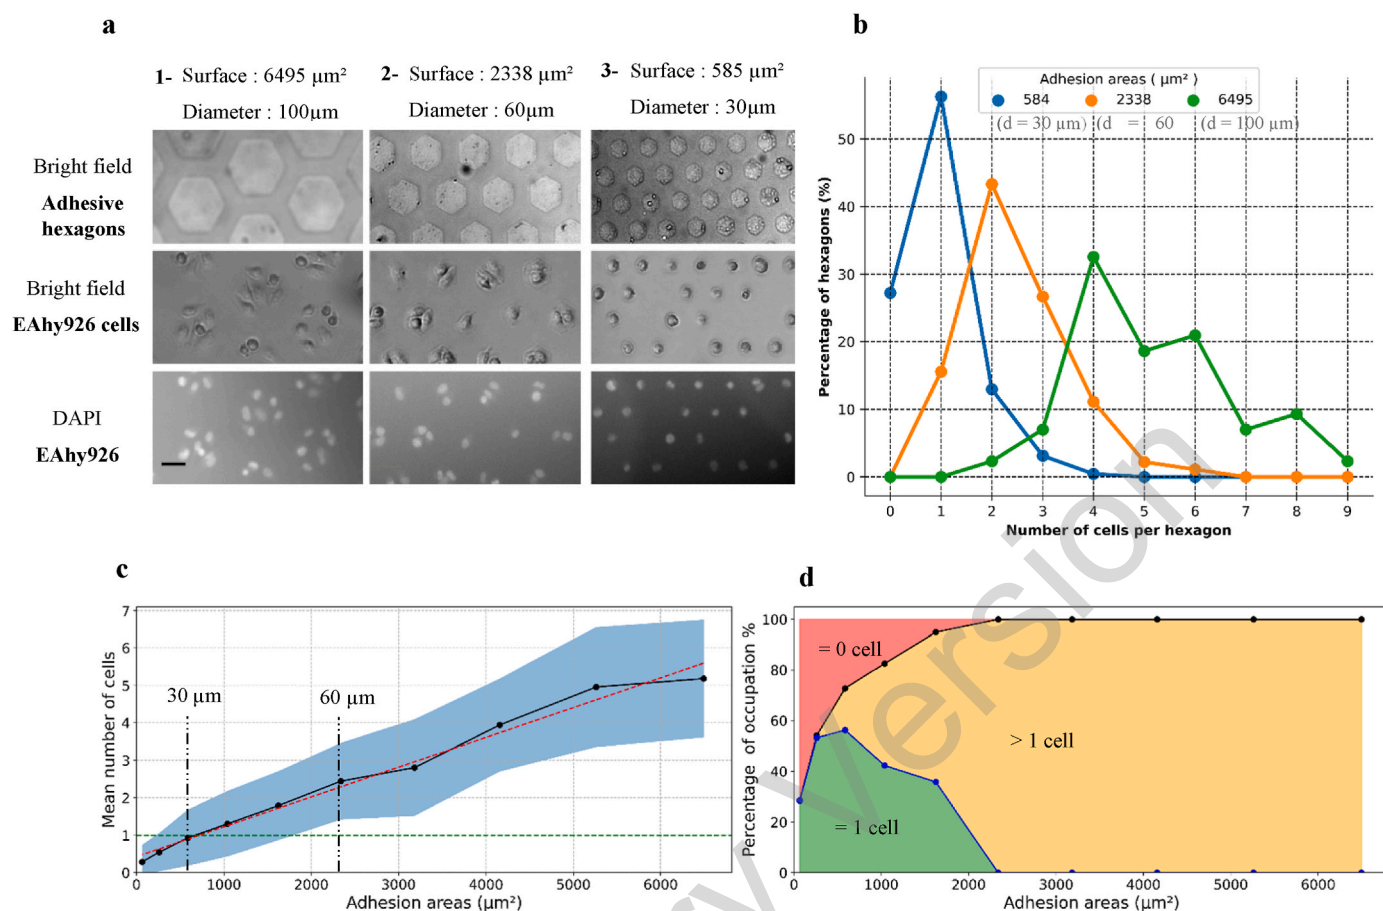 a
1- Surface : 6495 µm²
Diameter : 100µm
2- Surface : 2338 µm²
Diameter : 60µm
3- Surface : 585 µm²
Diameter : 30µm
Bright field
Adhesive
hexagons
Bright field
EAhy926 cells
DAPI
EAhy926
b
Adhesion areas ( µm² )
584 2338 6495
(d = 30 µm) (d = 60 (d = 100 µm)
Percentage of hexagons (%)
50
40
30
20
10
0
0 1 2 3 4 5 6 7 8 9
Number of cells per hexagon
c
Mean number of cells
7
6
5
4
3
2
1
0
30 µm
60 µm
0 1000 2000 3000 4000 5000 6000
Adhesion areas (µm²)
d
Percentage of occupation %
100
80
60
40
20
0
= 0 cell
> 1 cell
= 1 cell
0 1000 2000 3000 4000 5000 6000
Adhesion areas (µm²)
Version